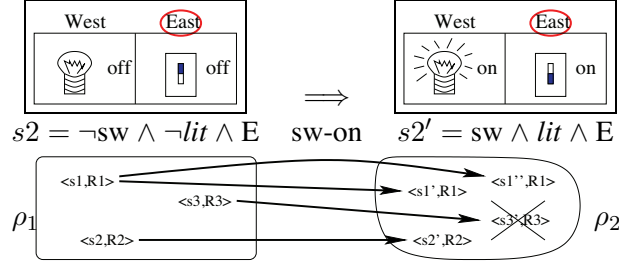 West East West East
off off on on
s2 = ¬sw ∧ ¬lit ∧ E ⟹ sw-on s2′ = sw ∧ lit ∧ E
<s1,R1> <s1'',R1>
<s1',R1>
<s3,R3>
ρ1 <s3',R3> ρ2
<s2,R2> <s2',R2>